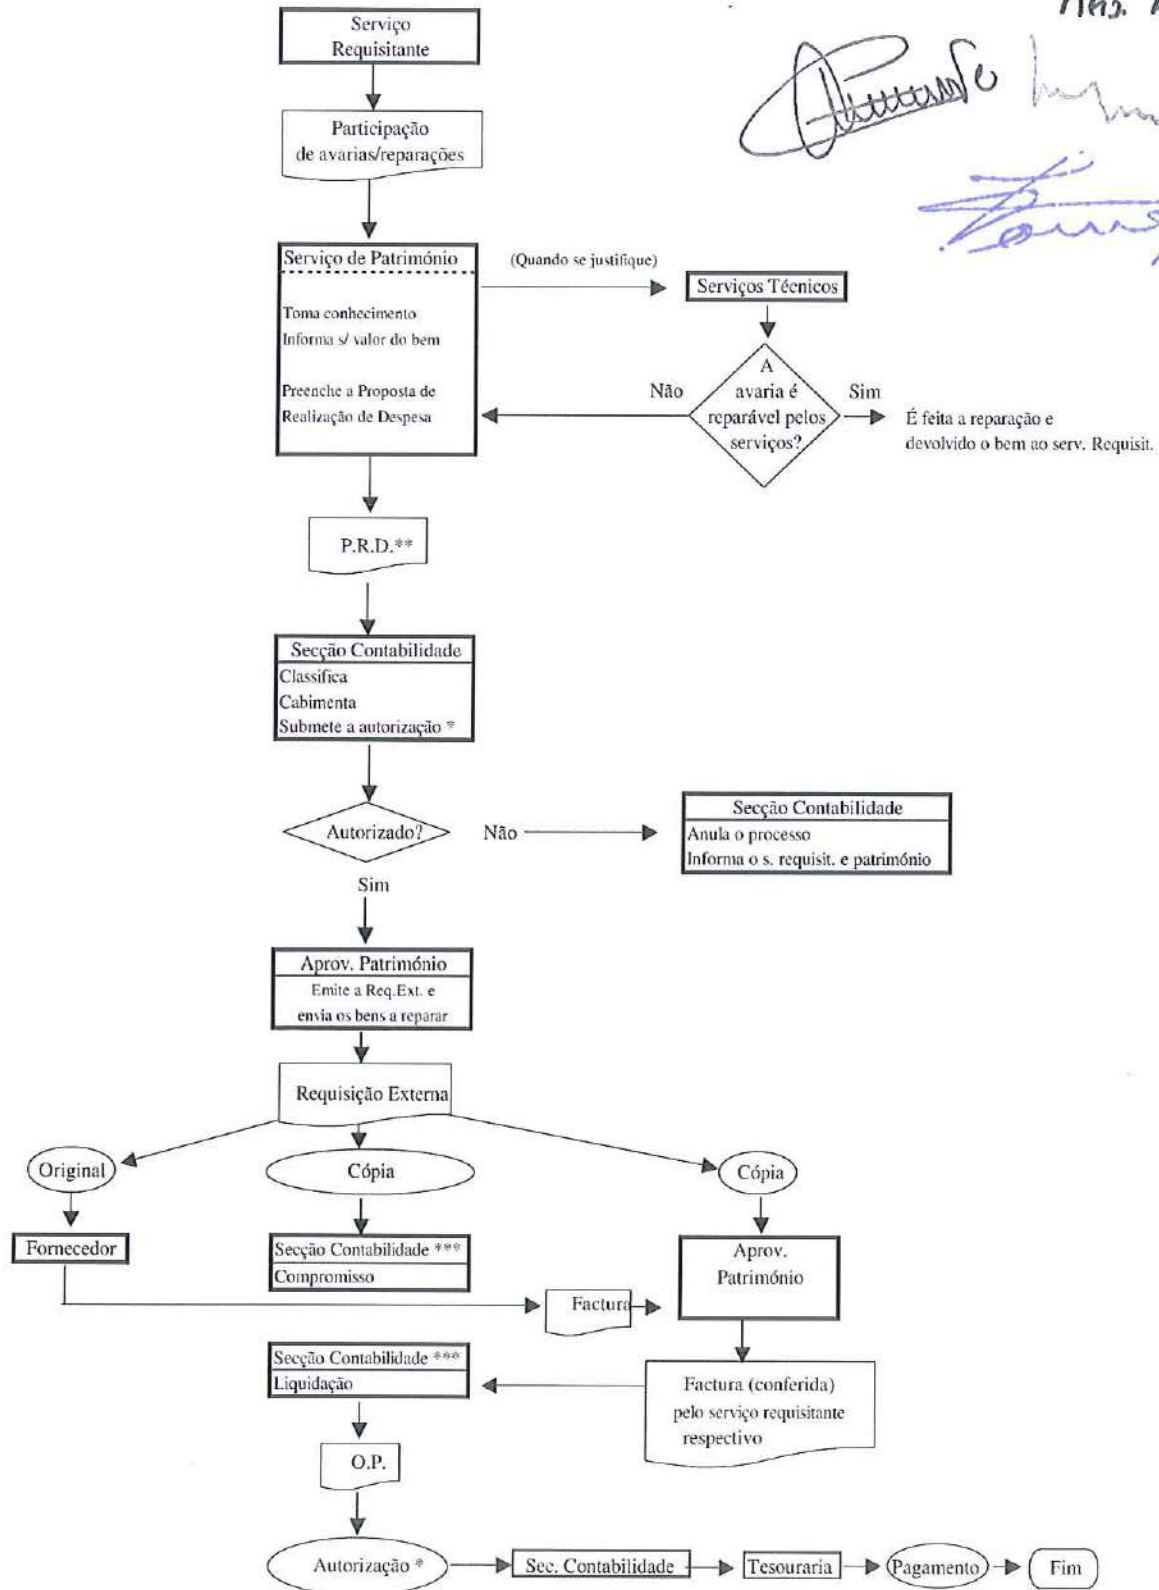 Serviço
Requisitante
Participação
de avarias/reparações
Serviço de Património
Toma conhecimento
Informa s/ valor do bem
Preenche a Proposta de
Realização de Despesa
(Quando se justifique)
Serviços Técnicos
A
avaria é
reparável pelos
serviços?
Não
Sim
É feita a reparação e
devolvido o bem ao serv. Requisit.
P.R.D.**
Secção Contabilidade
Classifica
Cabimenta
Submete a autorização *
Autorizado?
Não
Secção Contabilidade
Anula o processo
Informa o s. requisit. e património
Sim
Aprov. Património
Emite a Req.Ext. e
envia os bens a reparar
Requisição Externa
Original
Cópia
Cópia
Fornecedor
Secção Contabilidade ***
Compromisso
Aprov.
Património
Factura
Secção Contabilidade ***
Liquidação
Factura (conferida)
pelo serviço requisitante
respectivo
O.P.
Autorização *
Sec. Contabilidade
Tesouraria
Pagamento
Fim